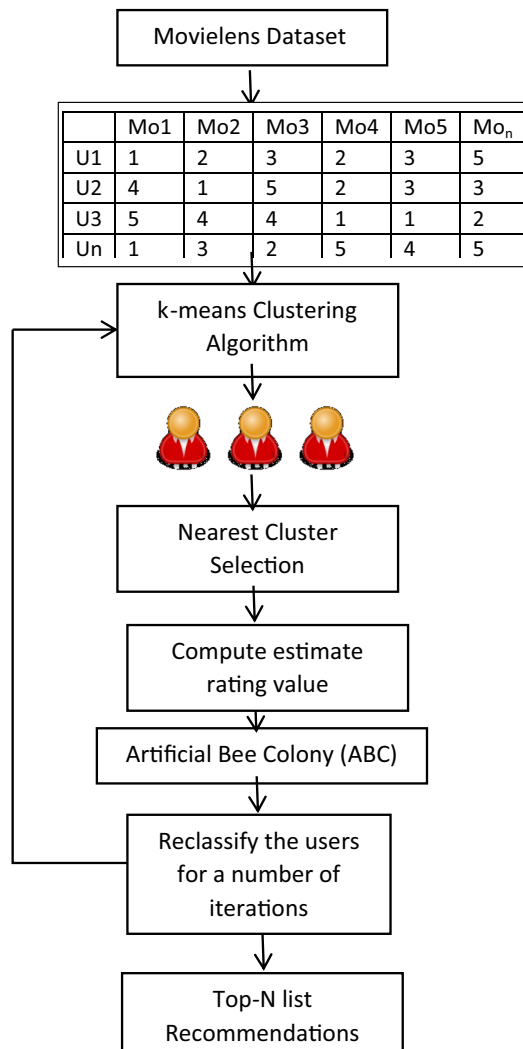 Movielens Dataset
Mo1 Mo2 Mo3 Mo4 Mo5 Mon
U1 1 2 3 2 3 5
U2 4 1 5 2 3 3
U3 5 4 4 1 1 2
Un 1 3 2 5 4 5
k-means Clustering
Algorithm
Nearest Cluster
Selection
Compute estimate
rating value
Artificial Bee Colony (ABC)
Reclassify the users
for a number of
iterations
Top-N list
Recommendations